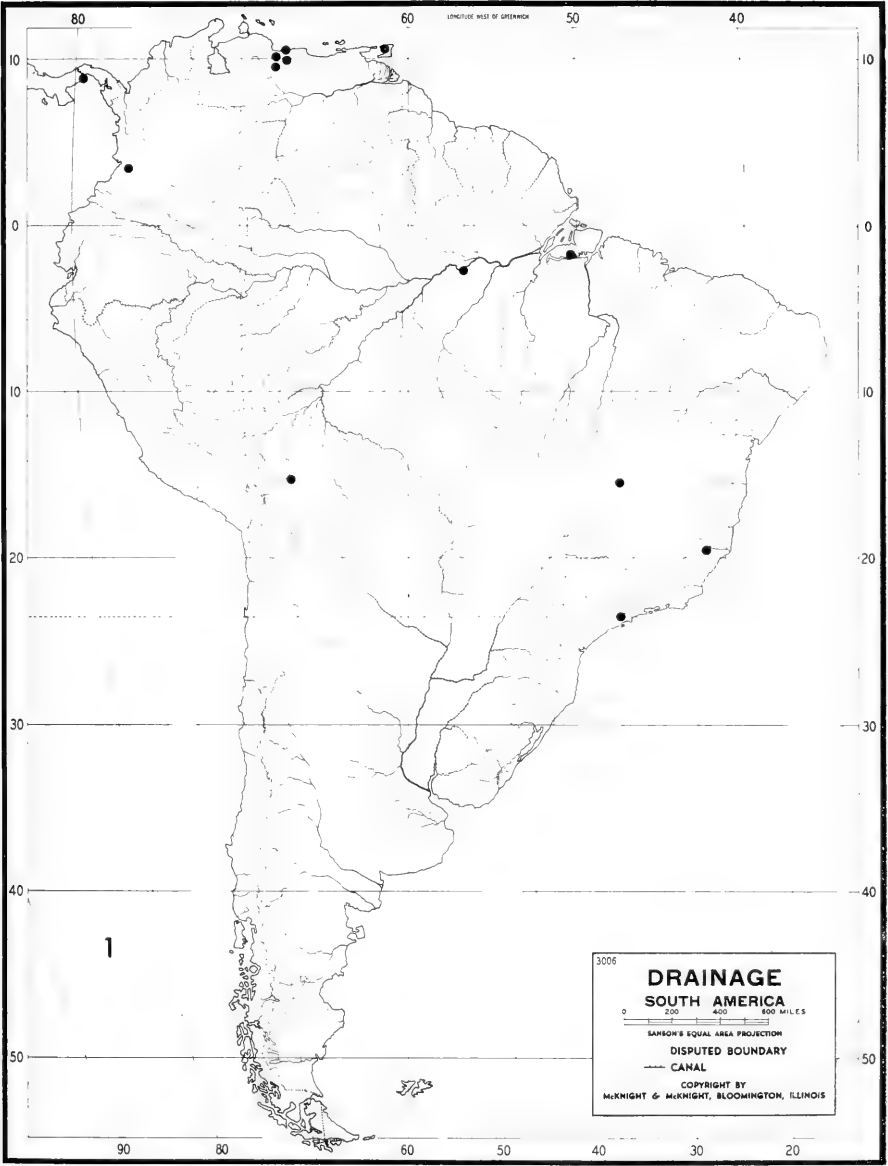 80 60 LONGITUDE WEST OF GREENWICH 50 40
10 10
0 0
10 10
20 20
30 30
40 40
1
3006
DRAINAGE
SOUTH AMERICA
0 200 400 600 MILES
SANSON'S EQUAL AREA PROJECTION
DISPUTED BOUNDARY
CANAL
COPYRIGHT BY
McKNIGHT & McKNIGHT, BLOOMINGTON, ILLINOIS
50 50
90 80 60 50 40 30 20